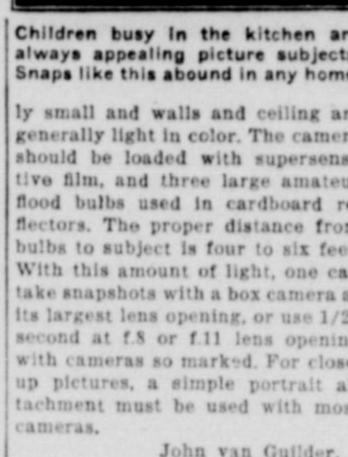 Children busy in the kitchen ar
always appealing picture subject
Snaps like this abound in any home
ly small and walls and ceiling ar
generally light in color. The camer
should be loaded with supersens
tive film, and three large amateu
flood bulbs used in cardboard re
flectors. The proper distance from
bulbs to subject is four to six fee
With this amount of light, one ca
take snapshots with a box camera a
its largest lens opening, or use 1/2
second at f.8 or f.11 lens openin
with cameras so marked. For close
up pictures, a simple portrait a
tachment must be used with mos
cameras.
John van Guilder.